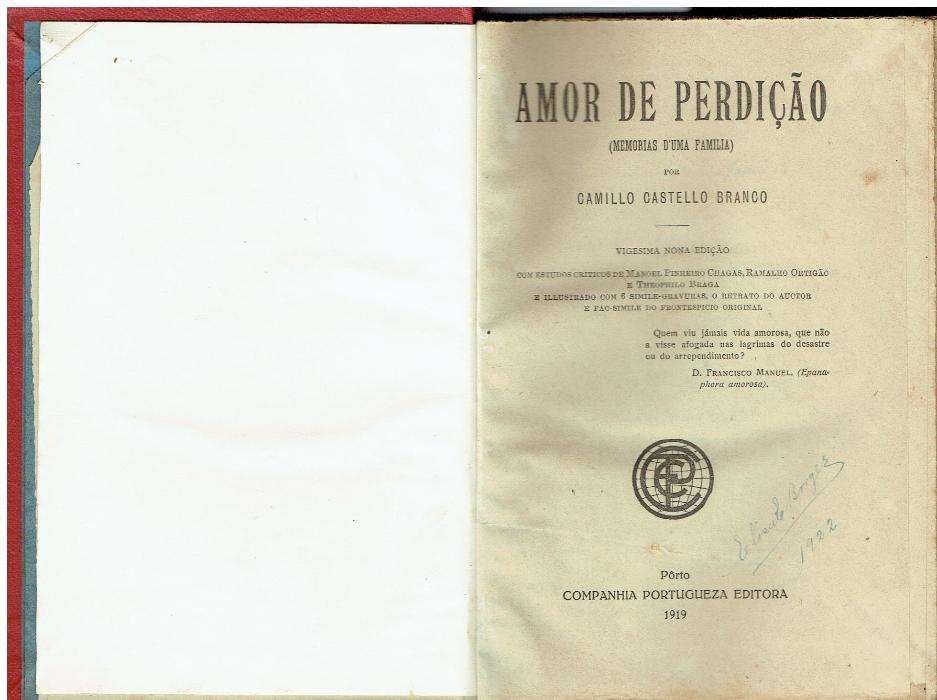 AMOR DE PERDIÇÃO
(MEMORIAS D'UMA FAMILIA)
POR
CAMILLO CASTELLO BRANCO
VIGESIMA NONA EDIÇÃO
COM ESTUDOS CRITICOS DE MANOEL PINHEIRO CHAGAS, RAMALHO ORTIGÃO
E THEOPHILO BRAGA
E ILLUSTRADO COM 6 SIMILE-GRAVURAS, O RETRATO DO AUCTOR
E FAC-SIMILE DO FRONTESPICIO ORIGINAL
Quem viu jámais vida amorosa, que não
a visse afogada nas lagrimas do desastre
ou do arrependimento?
D. FRANCISCO MANUEL. (Epana-
phora amorosa).
Borges
1922
Pôrto
COMPANHIA PORTUGUEZA EDITORA
1919